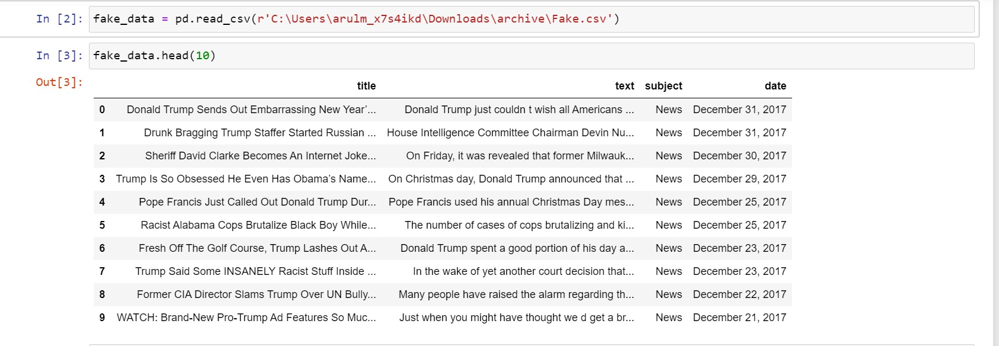 In [2]: fake_data = pd.read_csv(r'C:\Users\arulm_x7s4ikd\Downloads\archive\Fake.csv')
In [3]: fake_data.head(10)
Out[3]:
title text subject date
0 Donald Trump Sends Out Embarrassing New Year’... Donald Trump just couldn t wish all Americans ... News December 31, 2017
1 Drunk Bragging Trump Staffer Started Russian ... House Intelligence Committee Chairman Devin Nu... News December 31, 2017
2 Sheriff David Clarke Becomes An Internet Joke... On Friday, it was revealed that former Milwauk... News December 30, 2017
3 Trump Is So Obsessed He Even Has Obama’s Name... On Christmas day, Donald Trump announced that ... News December 29, 2017
4 Pope Francis Just Called Out Donald Trump Dur... Pope Francis used his annual Christmas Day mes... News December 25, 2017
5 Racist Alabama Cops Brutalize Black Boy While... The number of cases of cops brutalizing and ki... News December 25, 2017
6 Fresh Off The Golf Course, Trump Lashes Out A... Donald Trump spent a good portion of his day a... News December 23, 2017
7 Trump Said Some INSANELY Racist Stuff Inside ... In the wake of yet another court decision that... News December 23, 2017
8 Former CIA Director Slams Trump Over UN Bully... Many people have raised the alarm regarding th... News December 22, 2017
9 WATCH: Brand-New Pro-Trump Ad Features So Muc... Just when you might have thought we d get a br... News December 21, 2017